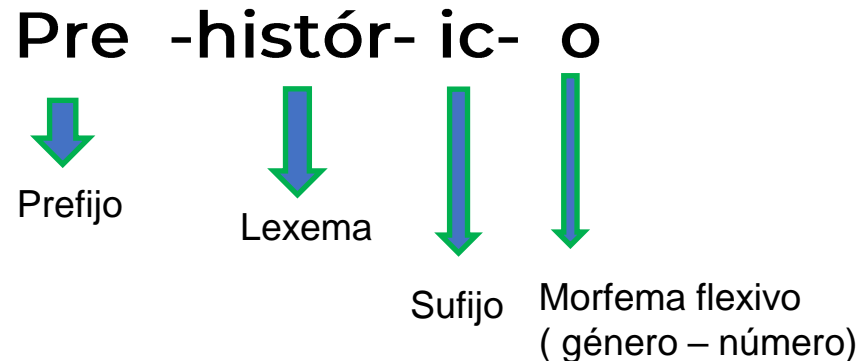 Pre -histór- ic- o
Prefijo
Lexema
Sufijo
Morfema flexivo
( género – número)